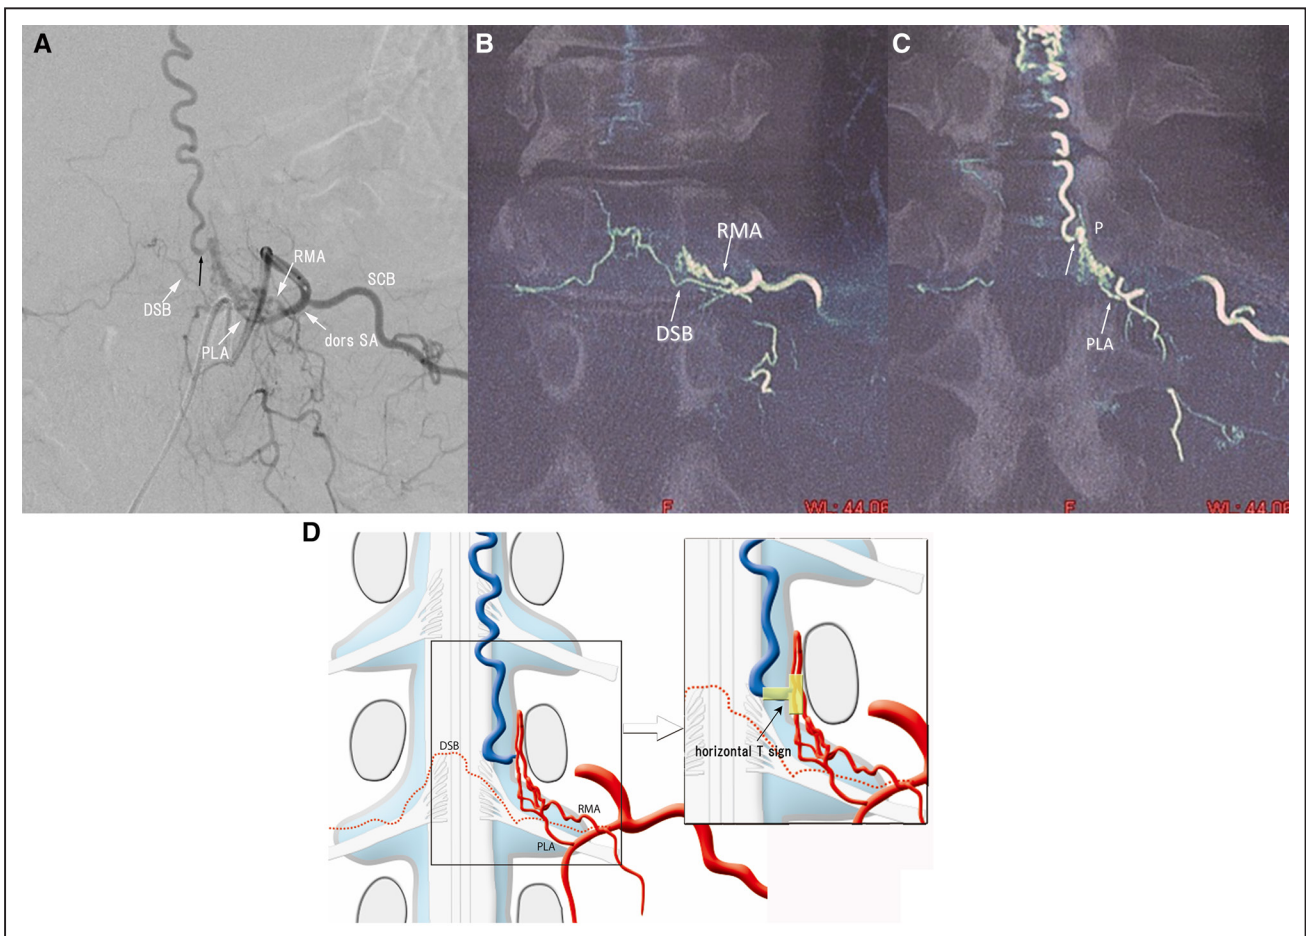 A
RMA
SCB
DSB
dors SA
PLA
B
RMA
DSB
F
WL: 44.06
C
P
PLA
F
WL: 44.06
D
DSB
RMA
PLA
horizontal T sign